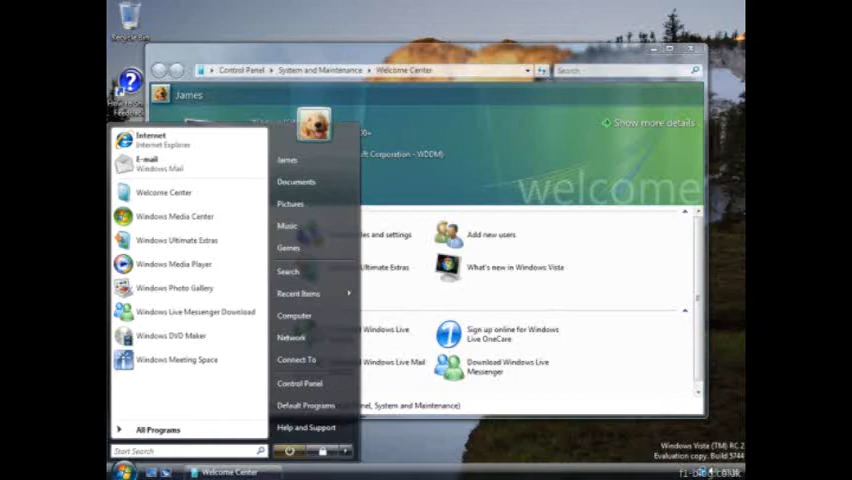 Recycle Bin
Control Panel
System and Maintenance
Welcome Center
Search
James
Show more details
ft Corporation - WDDM)
welcome
les and settings
Add new users
Ultimate Extras
What's new in Windows Vista
Windows Live
Sign up online for Windows
Live OneCare
Windows Live Mail
Download Windows Live
Messenger
nel, System and Maintenance)
Internet
Internet Explorer
E-mail
Windows Mail
Welcome Center
Windows Media Center
Windows Ultimate Extras
Windows Media Player
Windows Photo Gallery
Windows Live Messenger Download
Windows DVD Maker
Windows Meeting Space
All Programs
Start Search
James
Documents
Pictures
Music
Games
Search
Recent Items
Computer
Network
Connect To
Control Panel
Default Programs
Help and Support
Windows Vista (TM) RC 2
Evaluation copy. Build 5744
Welcome Center